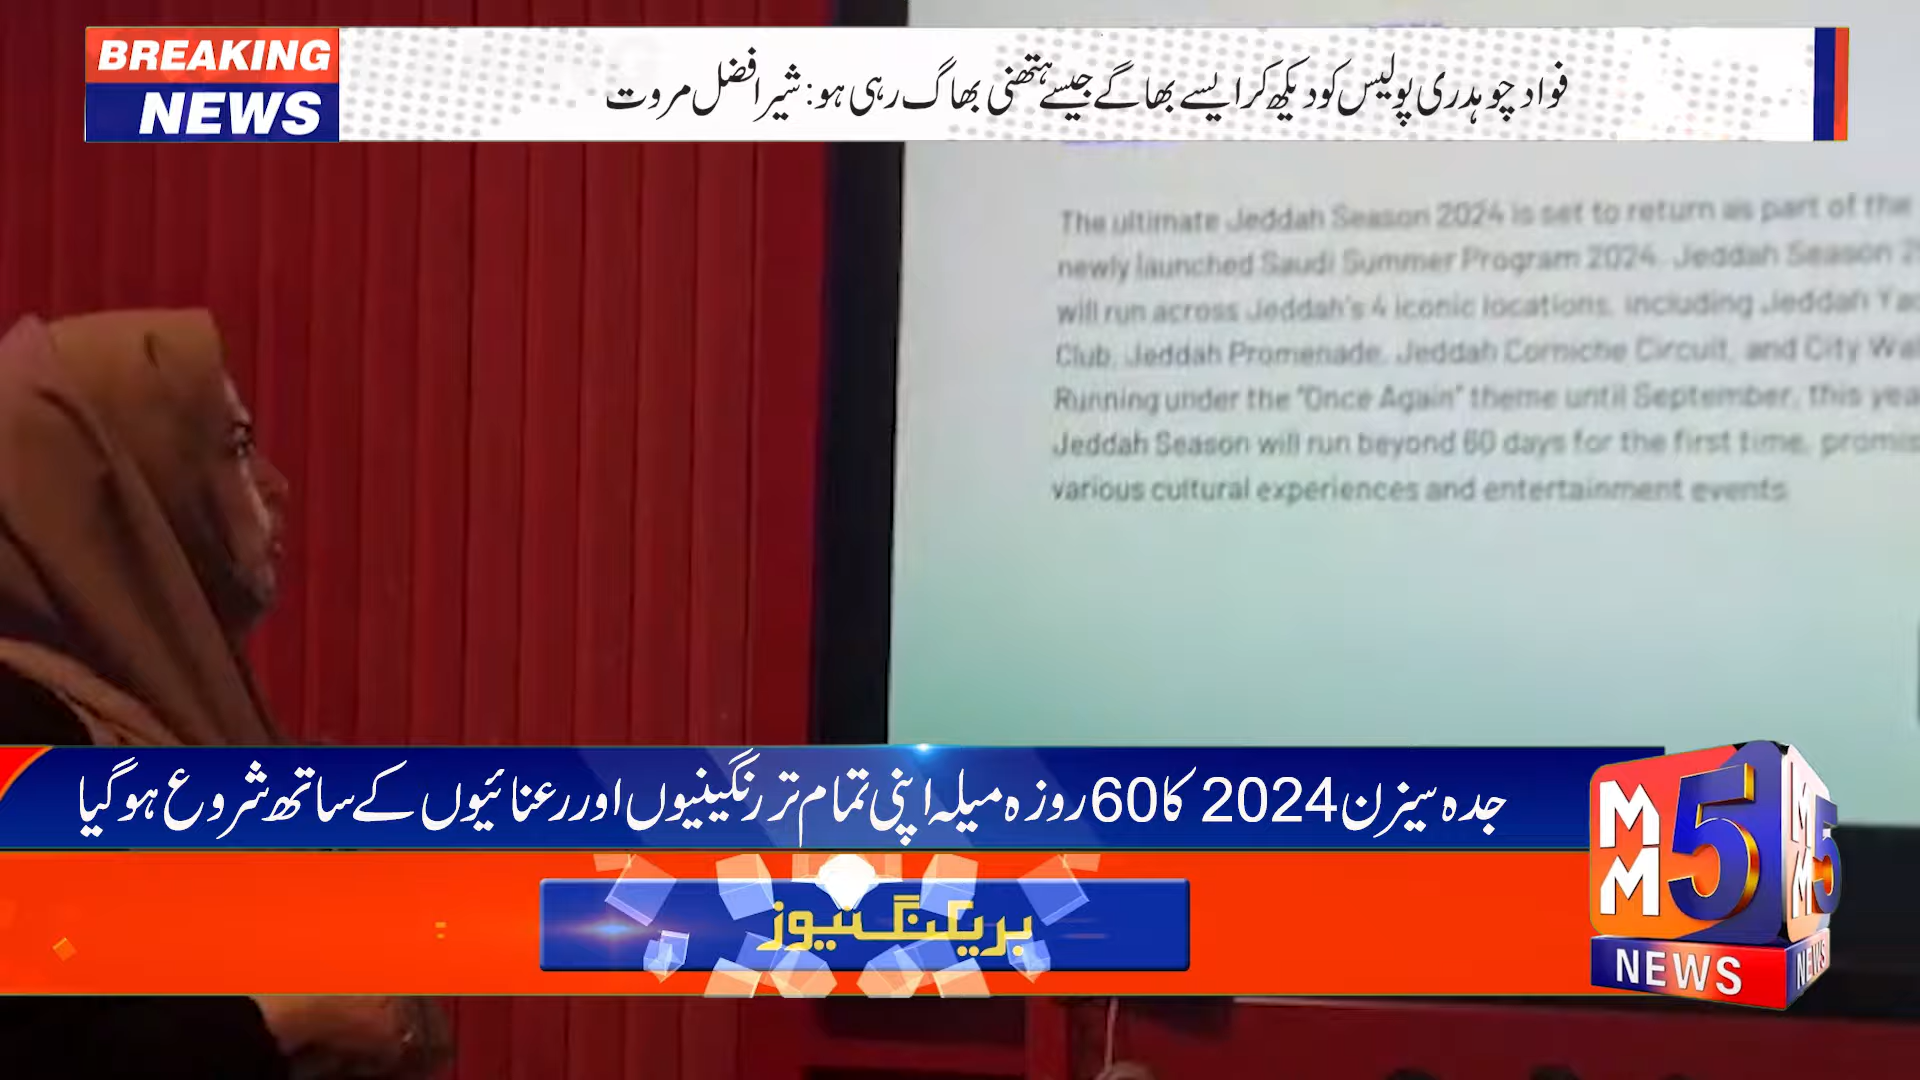 BREAKING
NEWS
فواد چوہدری پولیس کو دیکھ کر ایسے بھاگے جیسے ہتھنی بھاگ رہی ہو: شیر افضل مروت
The ultimate Jeddah Season 2024 is set to return as part of the
newly launched Saudi Summer Program 2024. Jeddah Season
will run across Jeddah's 4 iconic locations, including Jeddah
Club, Jeddah Promenade, Jeddah Corniche Circuit, and City
Running under the "Once Again" theme until September, this
Jeddah Season will run beyond 60 days for the first time,
various cultural experiences and entertainment events
جدہ سیزن 2024 کا 60 روزہ میلہ اپنی تمام تر رنگینیوں اور رعنائیوں کے ساتھ شروع ہوگیا
بریکنگ نیوز
MM5
NEWS